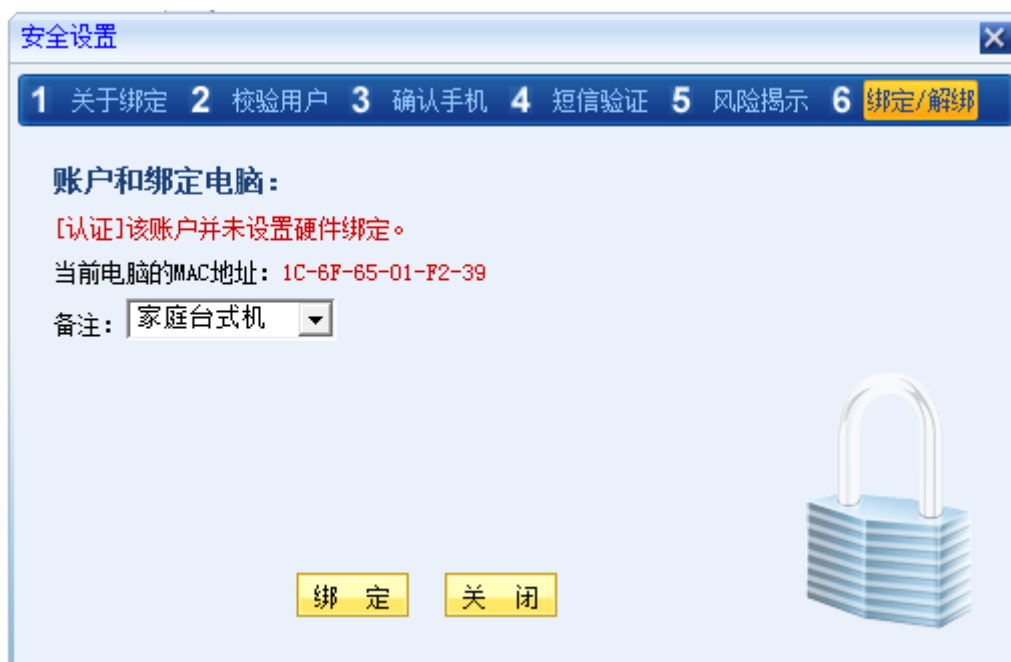 安全设置
1 关于绑定 2 校验用户 3 确认手机 4 短信验证 5 风险揭示 6 绑定/解绑
账户和绑定电脑:
[认证]该账户并未设置硬件绑定。
当前电脑的MAC地址: 1C-6F-65-01-F2-39
备注: 家庭台式机
绑 定 关 闭